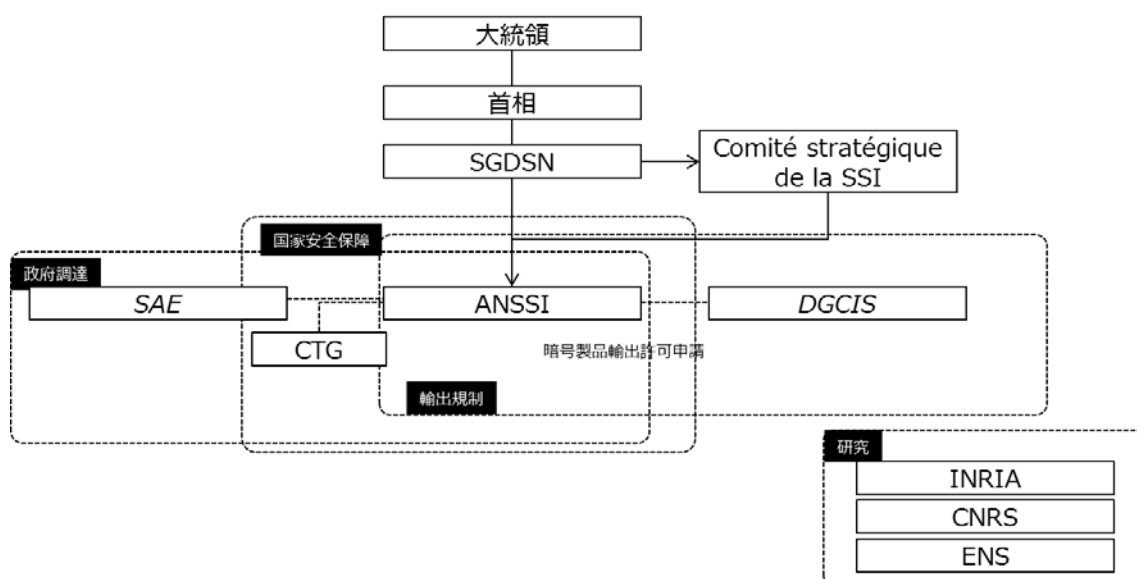 大統領
首相
SGDSN
Comité stratégique
de la SSI
国家安全保障
政府調達
SAE
ANSSI
DGCIS
CTG
暗号製品輸出許可申請
輸出規制
研究
INRIA
CNRS
ENS